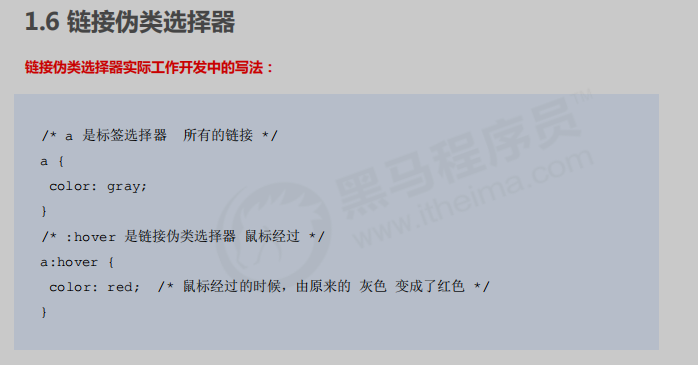 1.6 链接伪类选择器
链接伪类选择器实际工作开发中的写法：
/* a 是标签选择器 所有的链接 */
a {
color: gray;
}
/* :hover 是链接伪类选择器 鼠标经过 */
a:hover {
color: red; /* 鼠标经过的时候，由原来的 灰色 变成了红色 */
}
黑马程序员™
www.itheima.com